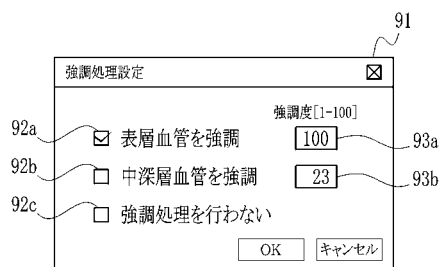 91
強調処理設定
強調度[1-100]
92a 表層血管を強調 100 93a
92b 中深層血管を強調 23 93b
92c 強調処理を行わない
OK キャンセル